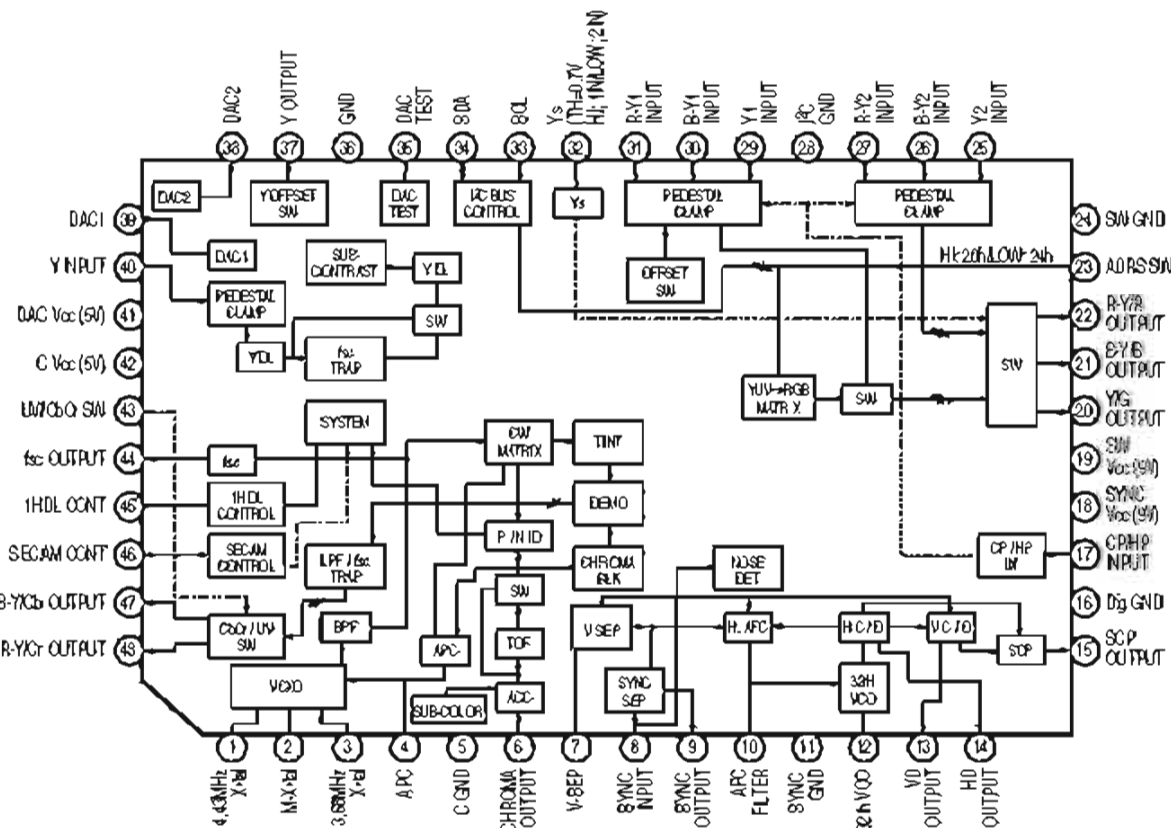 DAC2
Y OUTPUT
GND
DAC TEST
SDA
SCL
Ys
R-Y1 INPUT
B-Y1 INPUT
Y1 INPUT
I²C GND
R-Y2 INPUT
B-Y2 INPUT
Y2 INPUT
38
37
36
35
34
33
32
31
30
29
28
27
26
25
DAC2
Y OFFSET SW
DAC TEST
I²C BUS CONTROL
Ys
PEDESTAL CLAMP
PEDESTAL CLAMP
DAC1
39
24
SW GND
DAC1
SUB-CONTRAST
YDL
OFFSET SW
Y INPUT
40
23
ADRS SW
PEDESTAL CLAMP
SW
SW
DAC Vcc (5V)
41
22
R-Y/R OUTPUT
YDL
fsc TRAP
C Vcc (5V)
42
21
B-Y/B OUTPUT
YUV→RGB MATRIX
SW
UV/CbCr SW
43
20
Y/G OUTPUT
SYSTEM
CW MATRIX
TINT
fsc OUTPUT
44
fsc
19
SW Vcc (9V)
1HDL CONT
45
1HDL CONTROL
DEMO
18
SYNC Vcc (9V)
P/N ID
SECAM CONT
46
SECAM CONTROL
LPF / fsc TRAP
CHROMA BLK
NOISE DET
CP/HP IN
17
CP/HP INPUT
SW
B-Y/Cb OUTPUT
47
16
Dig GND
CbCr / UV SW
BPF
APC
TOF
V SEP
H. AFC
H C/D
V C/D
SCP
R-Y/Cr OUTPUT
48
15
SCP OUTPUT
VCXO
SUB-COLOR
ACC
SYNC SEP
32H VCO
1
2
3
4
5
6
7
8
9
10
11
12
13
14
4.43MHz X'tal
M-X'tal
3.58MHz X'tal
APC
C GND
CHROMA OUTPUT
V-SEP
SYNC INPUT
SYNC OUTPUT
AFC FILTER
SYNC GND
32h VCO
VD OUTPUT
HD OUTPUT